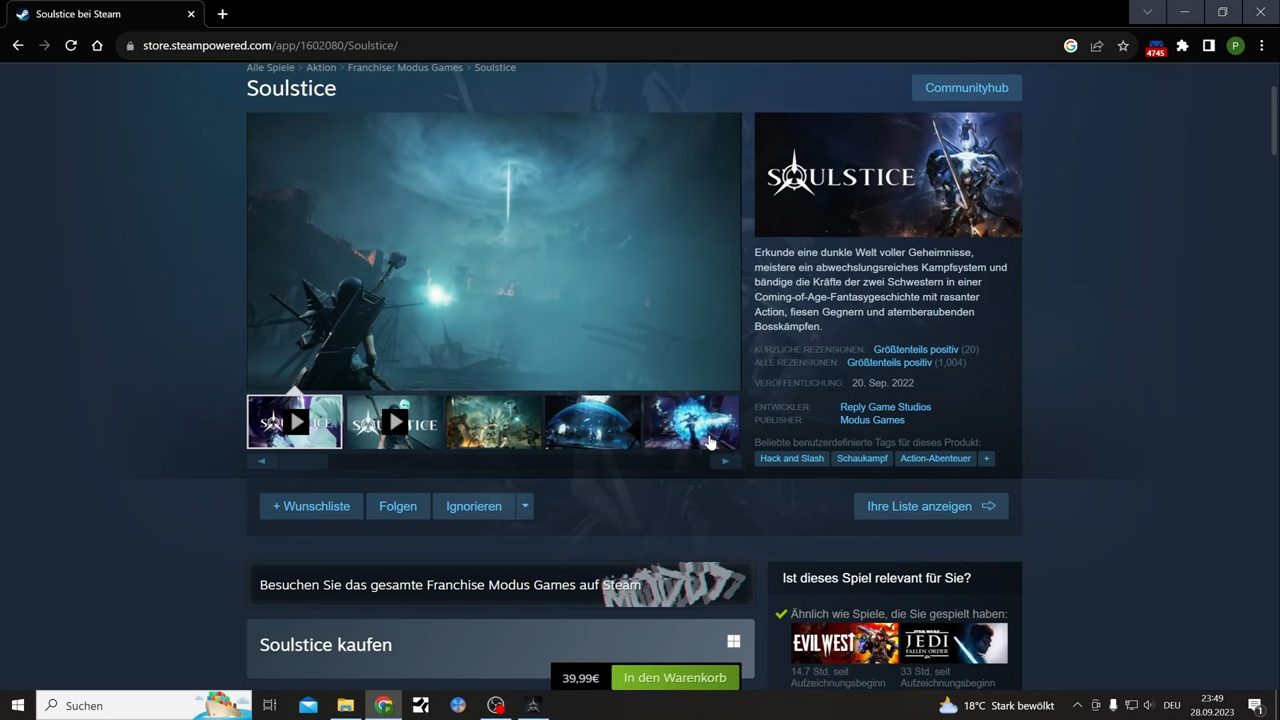 Soulstice bei Steam
store.steampowered.com/app/1602080/Soulstice/
4745
P
Alle Spiele > Aktion > Franchise: Modus Games > Soulstice
Soulstice
Communityhub
SOULSTICE
Erkunde eine dunkle Welt voller Geheimnisse,
meistere ein abwechslungsreiches Kampfsystem und
bändige die Kräfte der zwei Schwestern in einer
Coming-of-Age-Fantasygeschichte mit rasanter
Action, fiesen Gegnern und atemberaubenden
Bosskämpfen.
KÜRZLICHE REZENSIONEN: Größtenteils positiv (20)
ALLE REZENSIONEN: Größtenteils positiv (1,004)
VERÖFFENTLICHUNG: 20. Sep. 2022
ENTWICKLER: Reply Game Studios
PUBLISHER: Modus Games
Beliebte benutzerdefinierte Tags für dieses Produkt:
Hack and Slash Schaukampf Action-Abenteuer +
SOULSTICE SOULSTICE
+ Wunschliste Folgen Ignorieren Ihre Liste anzeigen
Besuchen Sie das gesamte Franchise Modus Games auf Steam
MODUS
Soulstice kaufen
39,99€ In den Warenkorb
Ist dieses Spiel relevant für Sie?
Ähnlich wie Spiele, die Sie gespielt haben:
EVIL WEST STAR WARS JEDI FALLEN ORDER
14.7 Std. seit Aufzeichnungsbeginn
33 Std. seit Aufzeichnungsbeginn
Suchen
18°C Stark bewölkt
DEU
23:49
28.09.2023
1